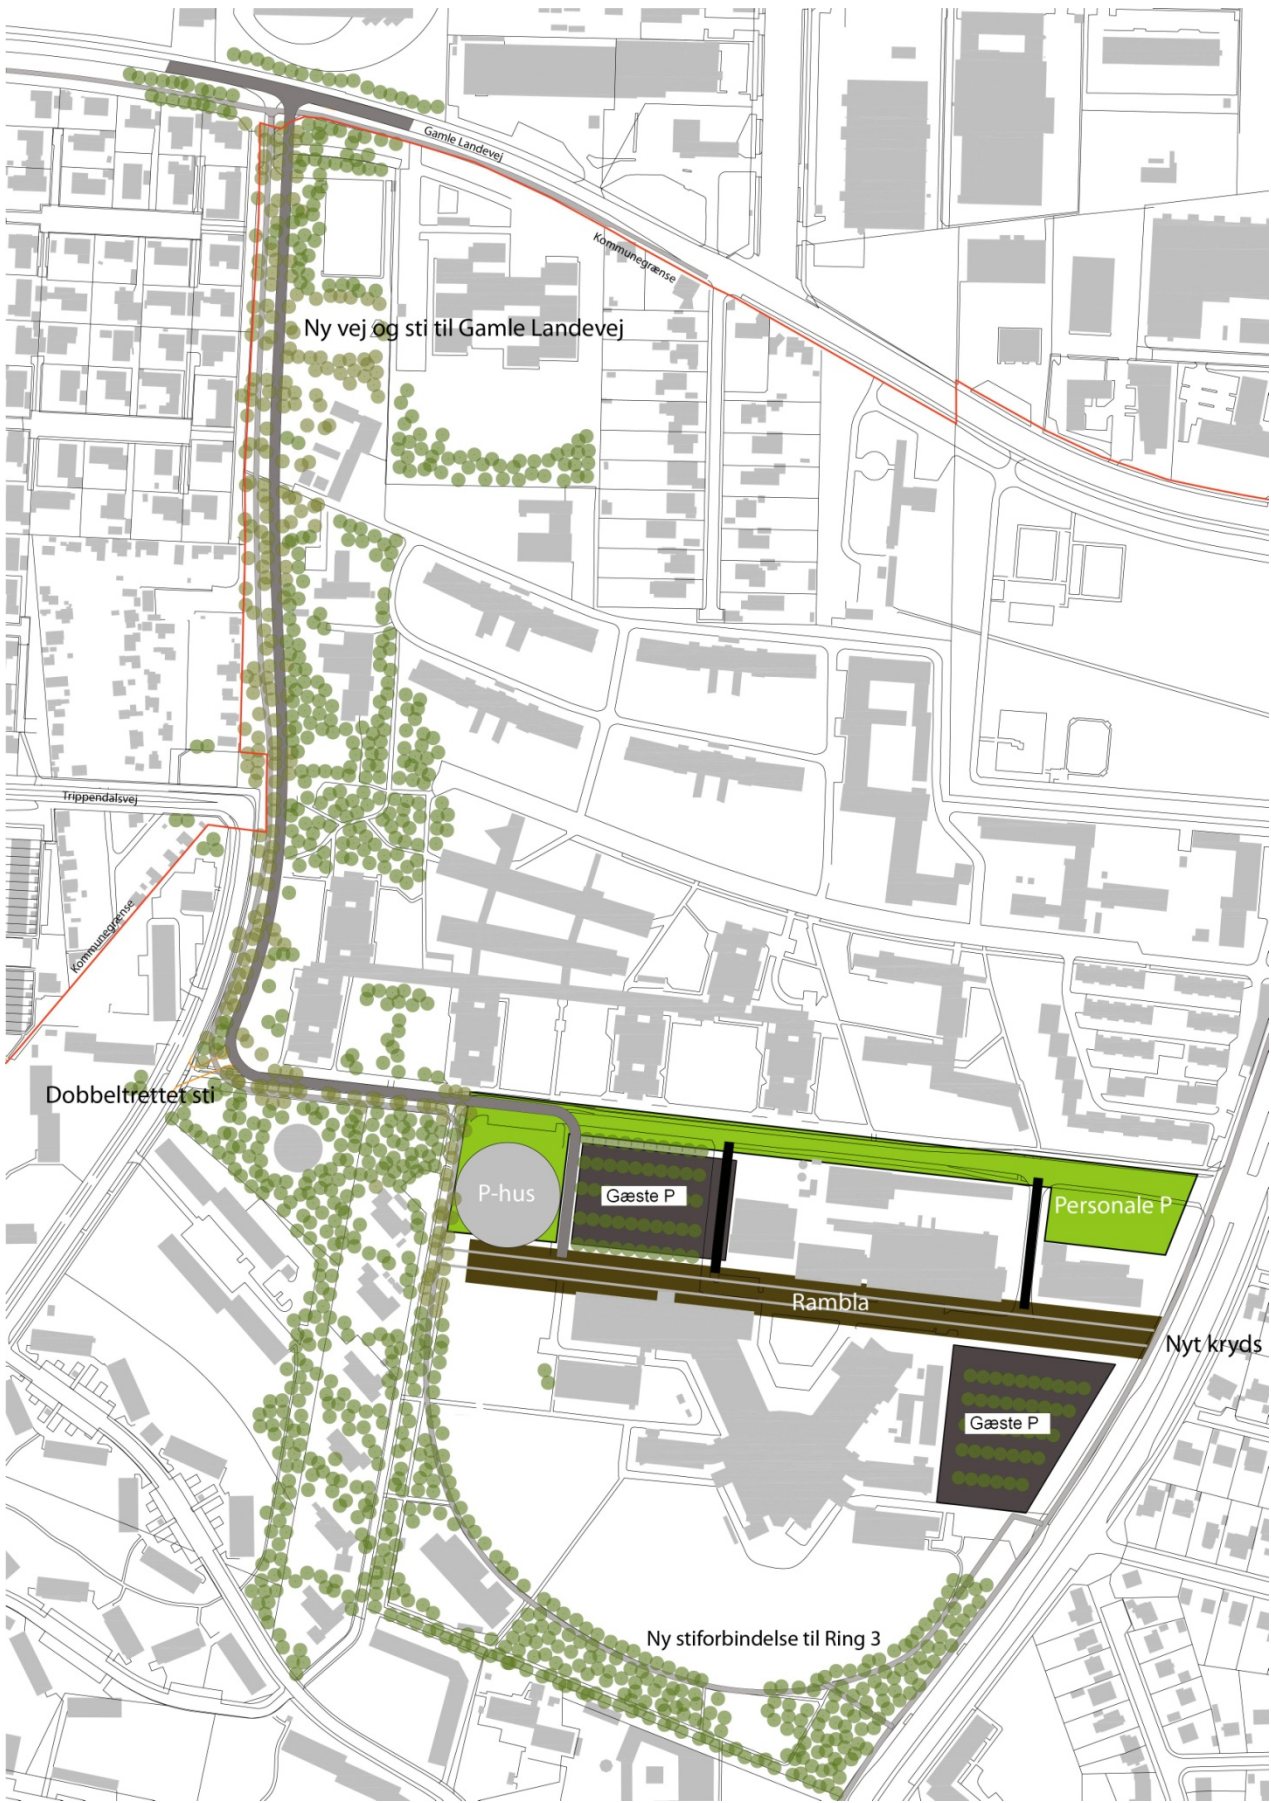 Gamle Landevej
Kommunegrænse
Ny vej og sti til Gamle Landevej
Trippendalsvej
Kommunegrænse
Dobbeltrettet sti
P-hus
Gæste P
Personale P
Rambla
Nyt kryds
Gæste P
Ny stiforbindelse til Ring 3